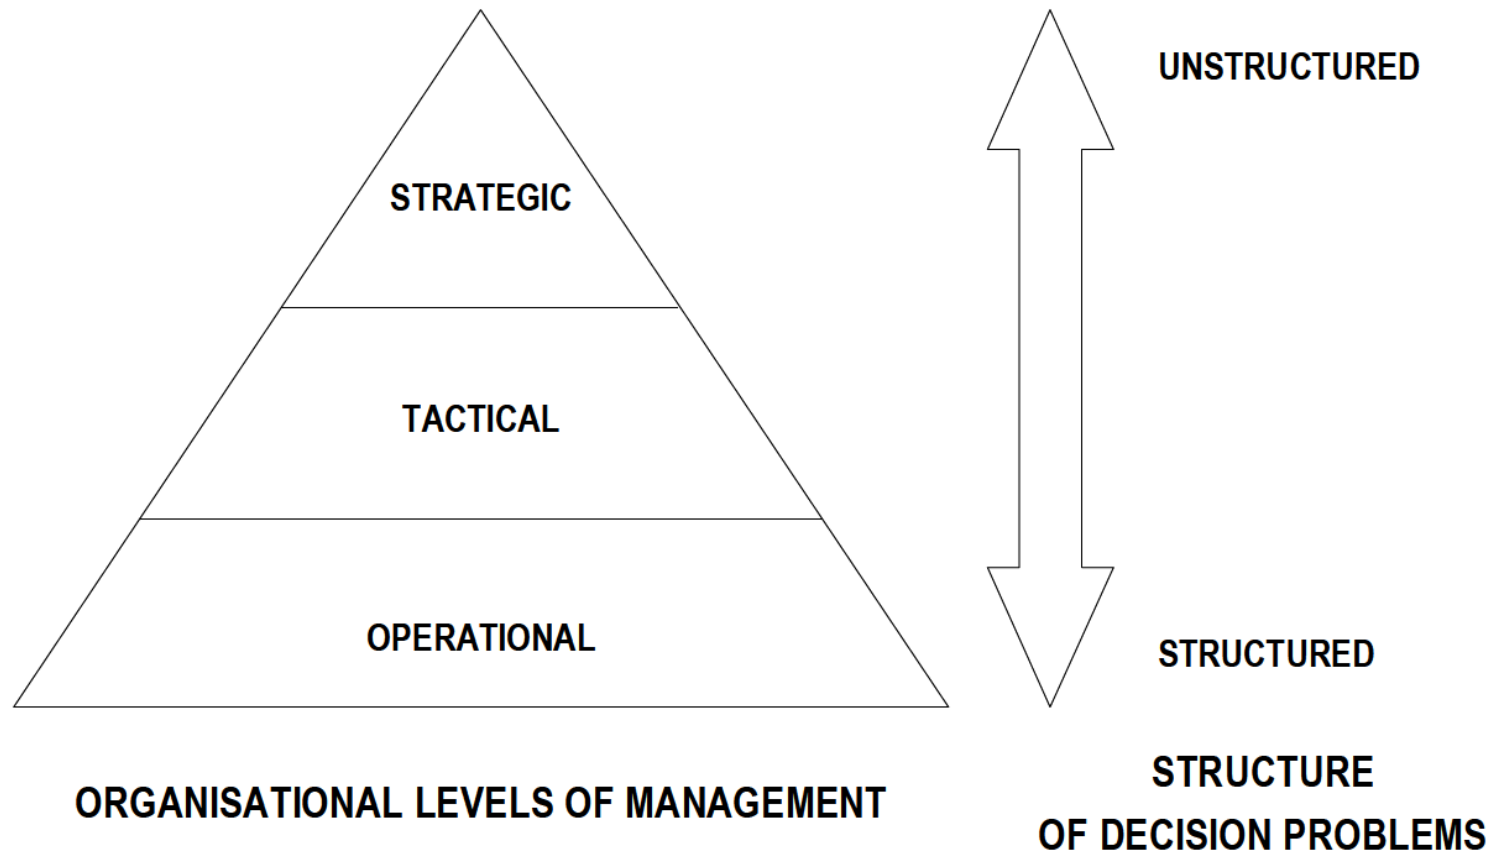 UNSTRUCTURED
STRATEGIC
TACTICAL
OPERATIONAL
STRUCTURED
ORGANISATIONAL LEVELS OF MANAGEMENT
STRUCTURE
OF DECISION PROBLEMS